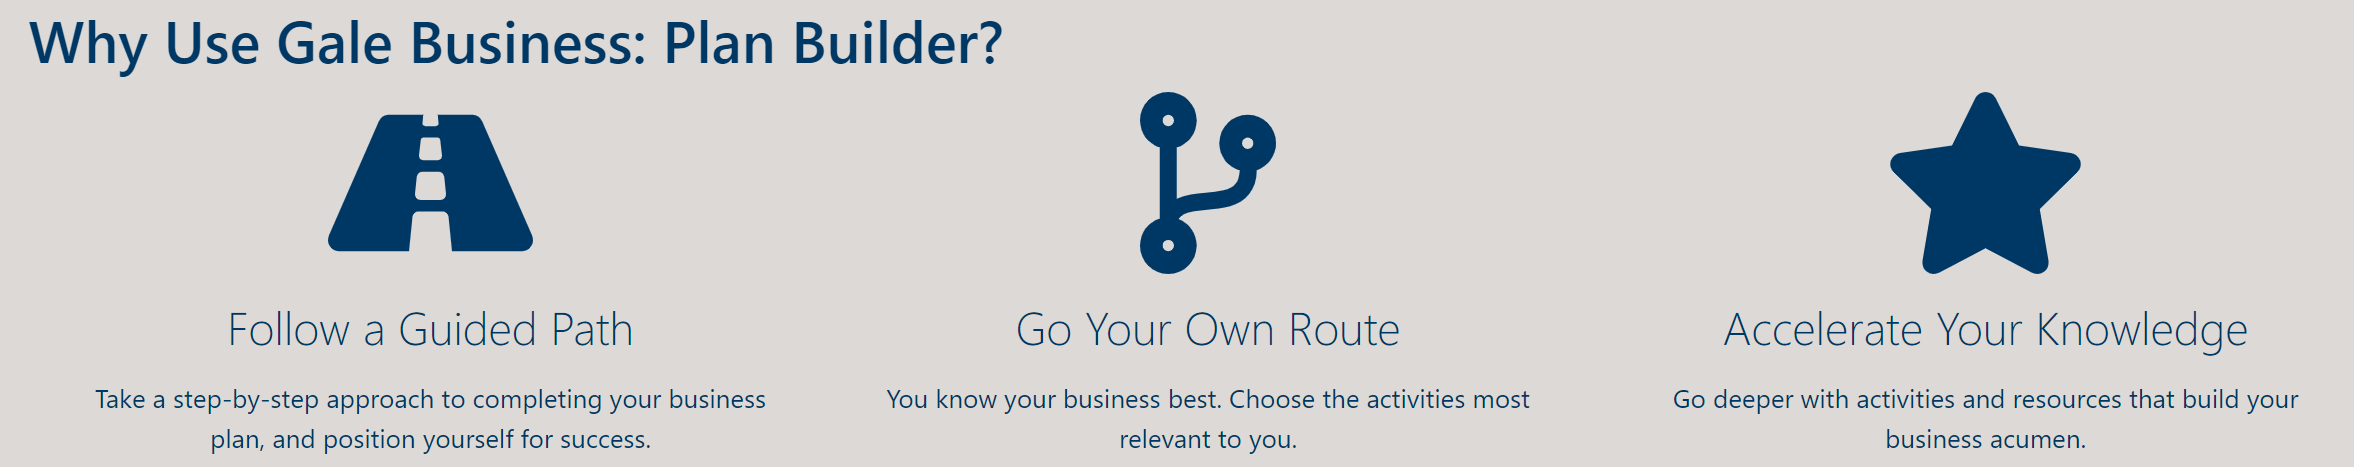 Why Use Gale Business: Plan Builder?
Follow a Guided Path
Take a step-by-step approach to completing your business
plan, and position yourself for success.
Go Your Own Route
You know your business best. Choose the activities most
relevant to you.
Accelerate Your Knowledge
Go deeper with activities and resources that build your
business acumen.